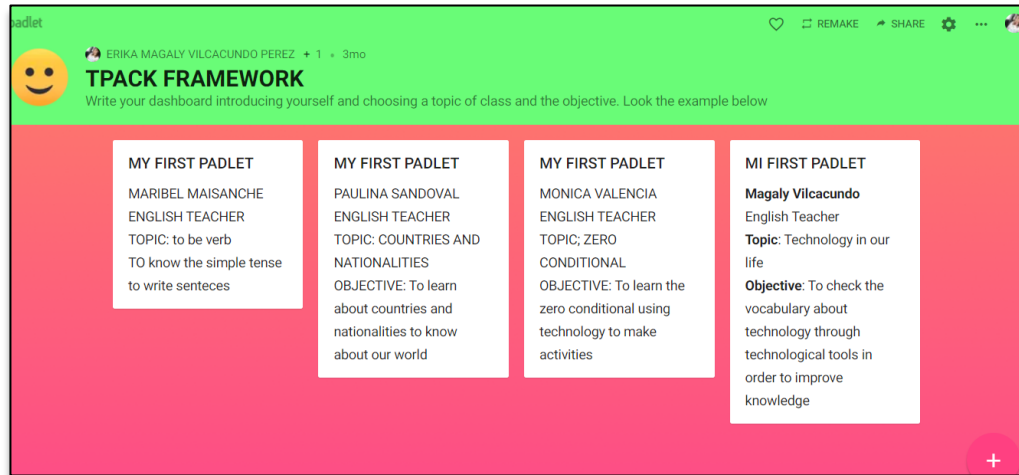 padlet
REMAKE SHARE
ERIKA MAGALY VILCACUNDO PEREZ + 1 • 3mo
TPACK FRAMEWORK
Write your dashboard introducing yourself and choosing a topic of class and the objective. Look the example below
MY FIRST PADLET
MARIBEL MAISANCHE
ENGLISH TEACHER
TOPIC: to be verb
TO know the simple tense
to write senteces
MY FIRST PADLET
PAULINA SANDOVAL
ENGLISH TEACHER
TOPIC: COUNTRIES AND
NATIONALITIES
OBJECTIVE: To learn
about countries and
nationalities to know
about our world
MY FIRST PADLET
MONICA VALENCIA
ENGLISH TEACHER
TOPIC; ZERO
CONDITIONAL
OBJECTIVE: To learn the
zero conditional using
technology to make
activities
MI FIRST PADLET
Magaly Vilcacundo
English Teacher
Topic: Technology in our
life
Objective: To check the
vocabulary about
technology through
technological tools in
order to improve
knowledge